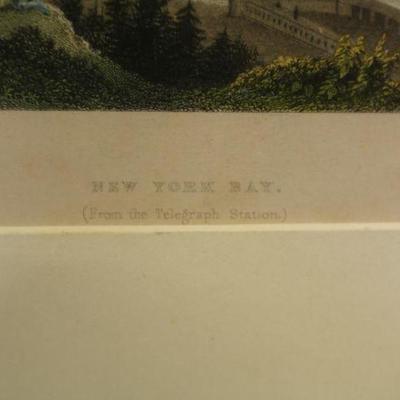 NEW YORK BAY.
(From the Telegraph Station.)